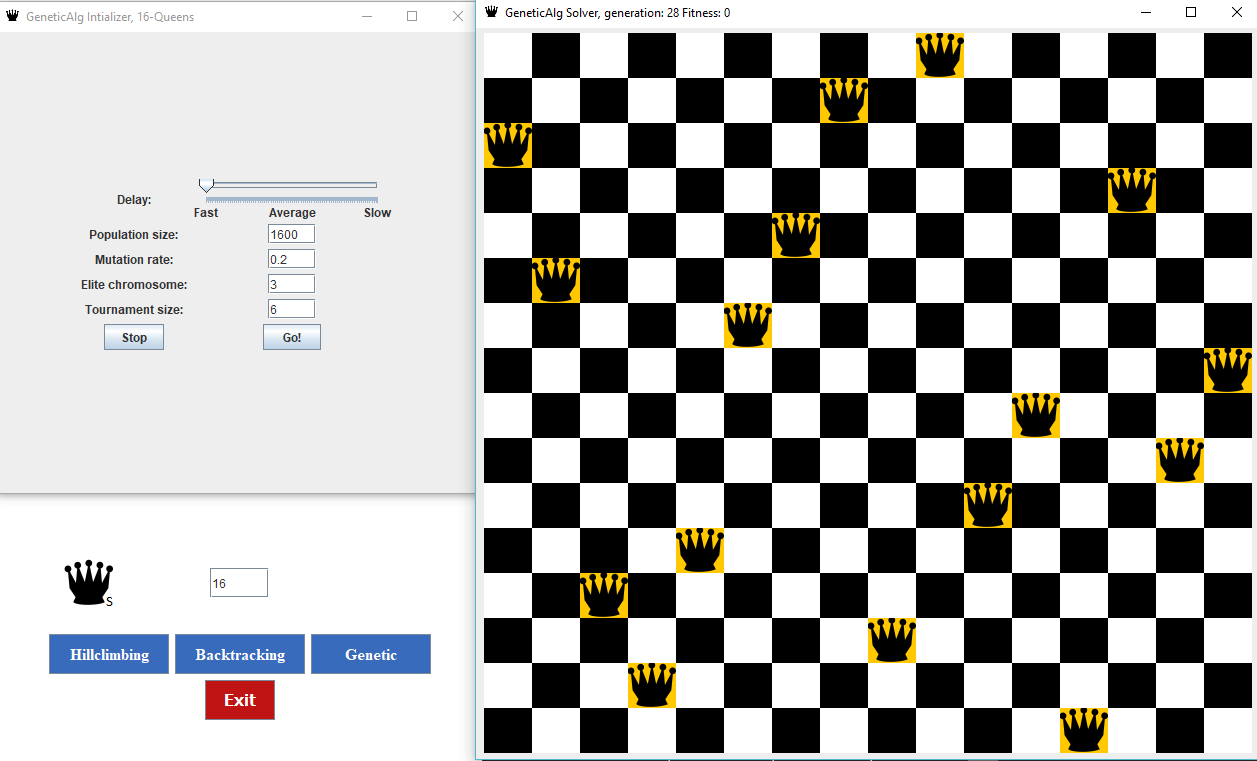 GeneticAlg Intializer, 16-Queens
GeneticAlg Solver, generation: 28 Fitness: 0
Delay:
Fast Average Slow
Population size: 1600
Mutation rate: 0.2
Elite chromosome: 3
Tournament size: 6
Stop Go!
s 16
Hillclimbing Backtracking Genetic
Exit